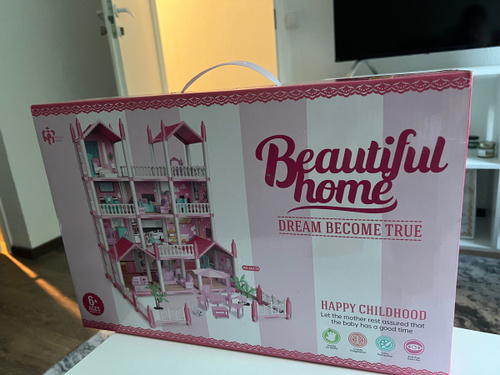 Beautiful
home
DREAM BECOME TRUE
HAPPY CHILDHOOD
Let the mother rest assured that
the baby has a good time
6+
AGES